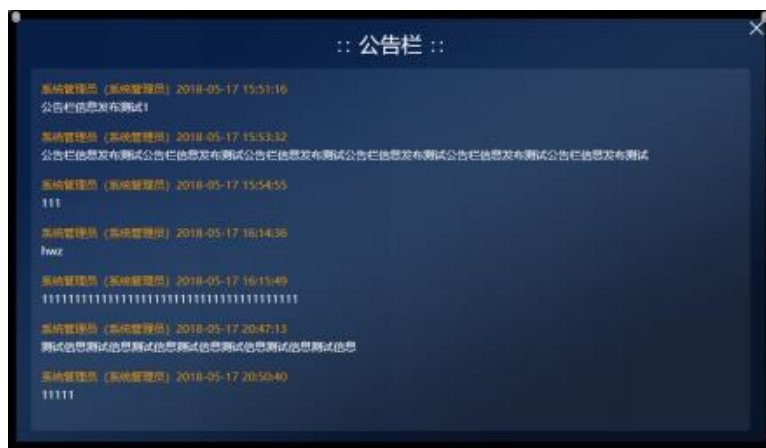 :: 公告栏 ::
系统管理员 (系统管理员) 2018-05-17 15:51:16
公告栏信息发布测试1
系统管理员 (系统管理员) 2018-05-17 15:53:32
公告栏信息发布测试公告栏信息发布测试公告栏信息发布测试公告栏信息发布测试公告栏信息发布测试公告栏信息发布测试
系统管理员 (系统管理员) 2018-05-17 15:54:55
111
系统管理员 (系统管理员) 2018-05-17 16:14:36
hwz
系统管理员 (系统管理员) 2018-05-17 16:15:49
11111111111111111111111111111111111111
系统管理员 (系统管理员) 2018-05-17 20:47:13
测试信息测试信息测试信息测试信息测试信息测试信息测试信息
系统管理员 (系统管理员) 2018-05-17 20:50:40
11111